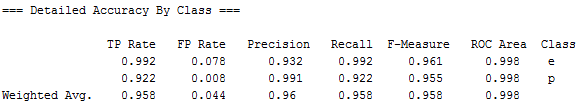 === Detailed Accuracy By Class ===
TP Rate FP Rate Precision Recall F-Measure ROC Area Class
0.992 0.078 0.932 0.992 0.961 0.998 e
0.922 0.008 0.991 0.922 0.955 0.998 p
Weighted Avg. 0.958 0.044 0.96 0.958 0.958 0.998